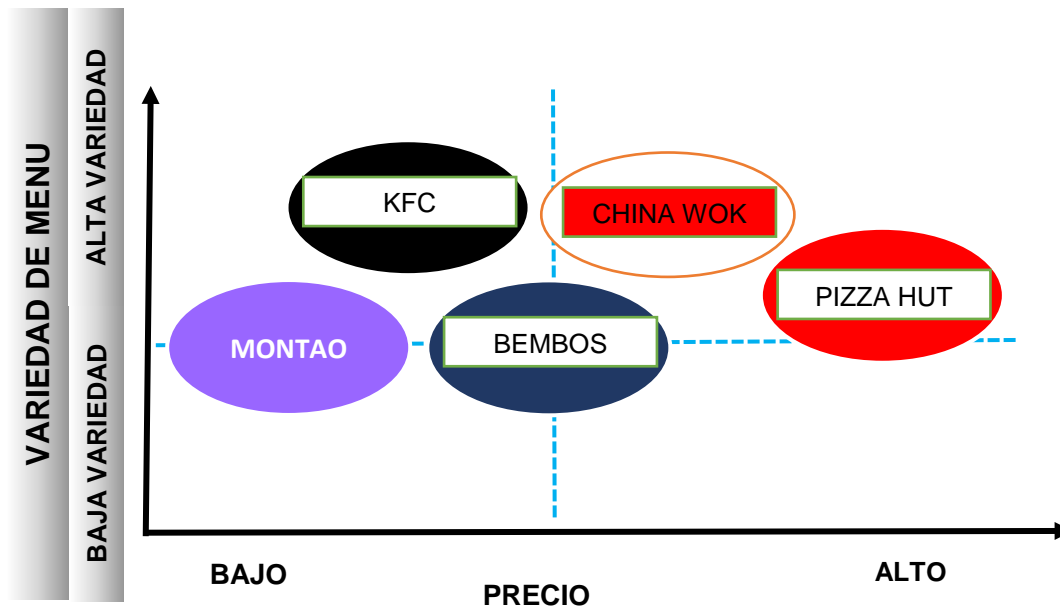 VARIEDAD DE MENU
ALTA VARIEDAD
BAJA VARIEDAD
KFC
CHINA WOK
PIZZA HUT
MONTAO
BEMBOS
BAJO
PRECIO
ALTO